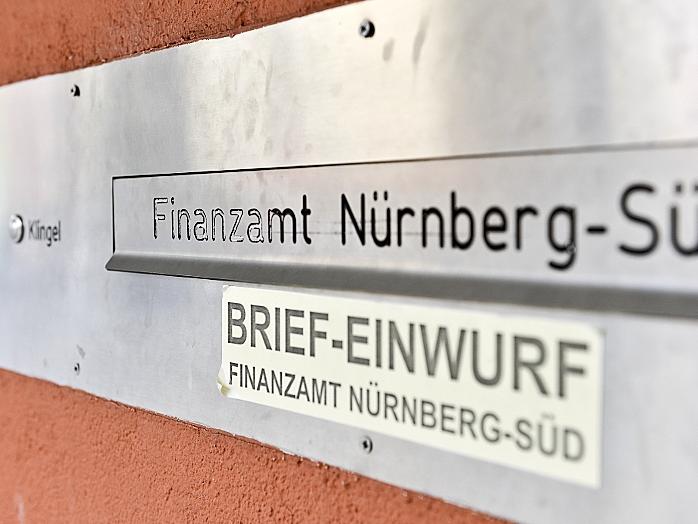 Klingel
Finanzamt Nürnberg-Sü
BRIEF-EINWURF
FINANZAMT NÜRNBERG-SÜD